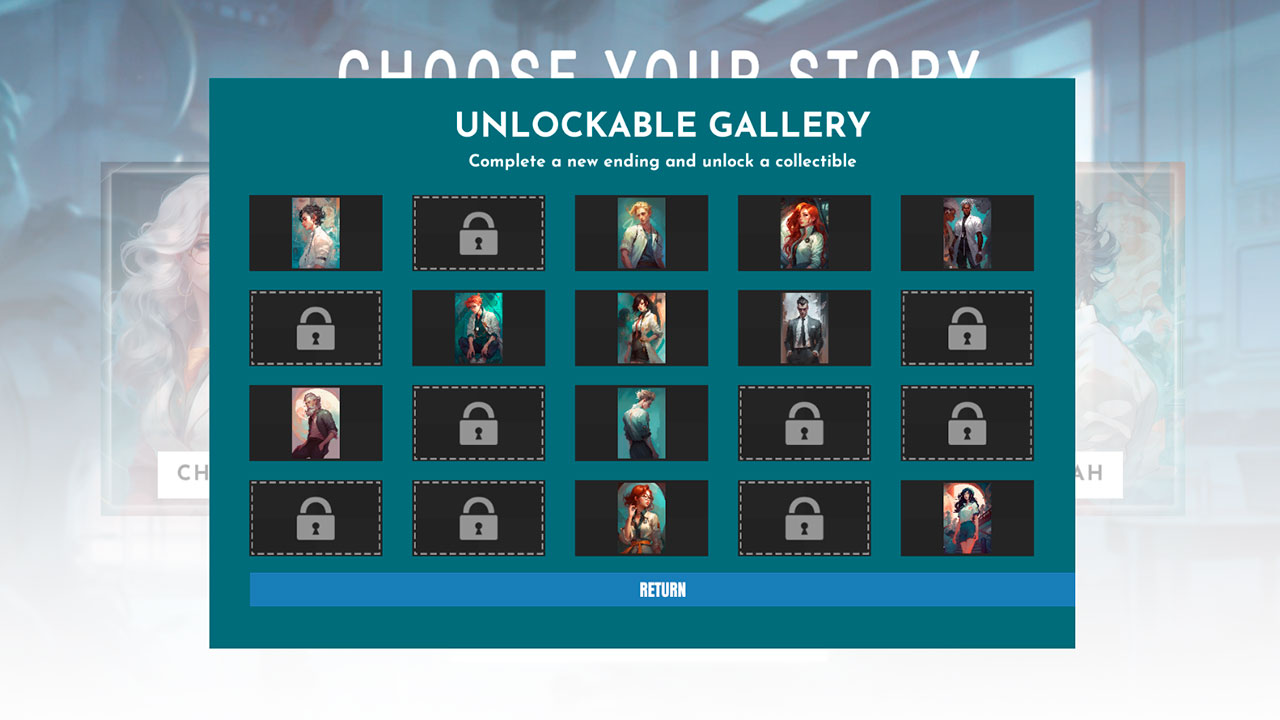 CHOOSE YOUR STORY
UNLOCKABLE GALLERY
Complete a new ending and unlock a collectible
CH
AH
RETURN